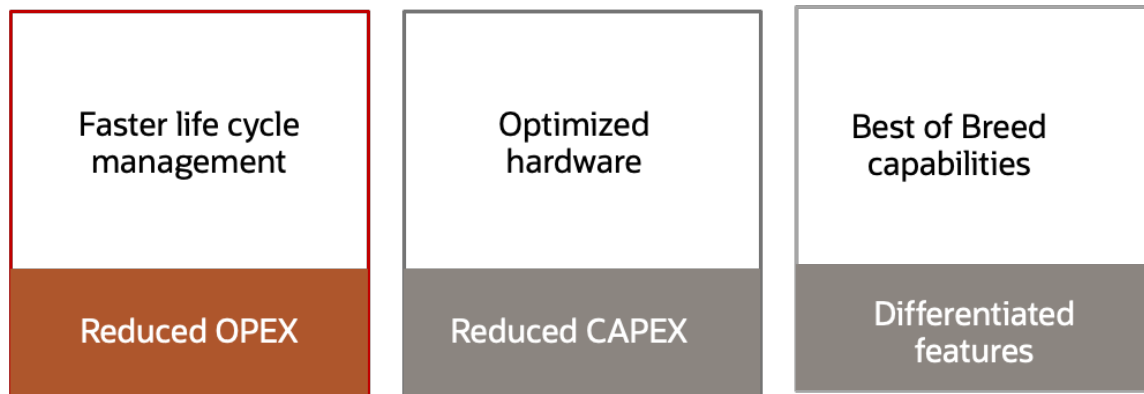 Faster life cycle
management
Reduced OPEX
Optimized
hardware
Reduced CAPEX
Best of Breed
capabilities
Differentiated
features